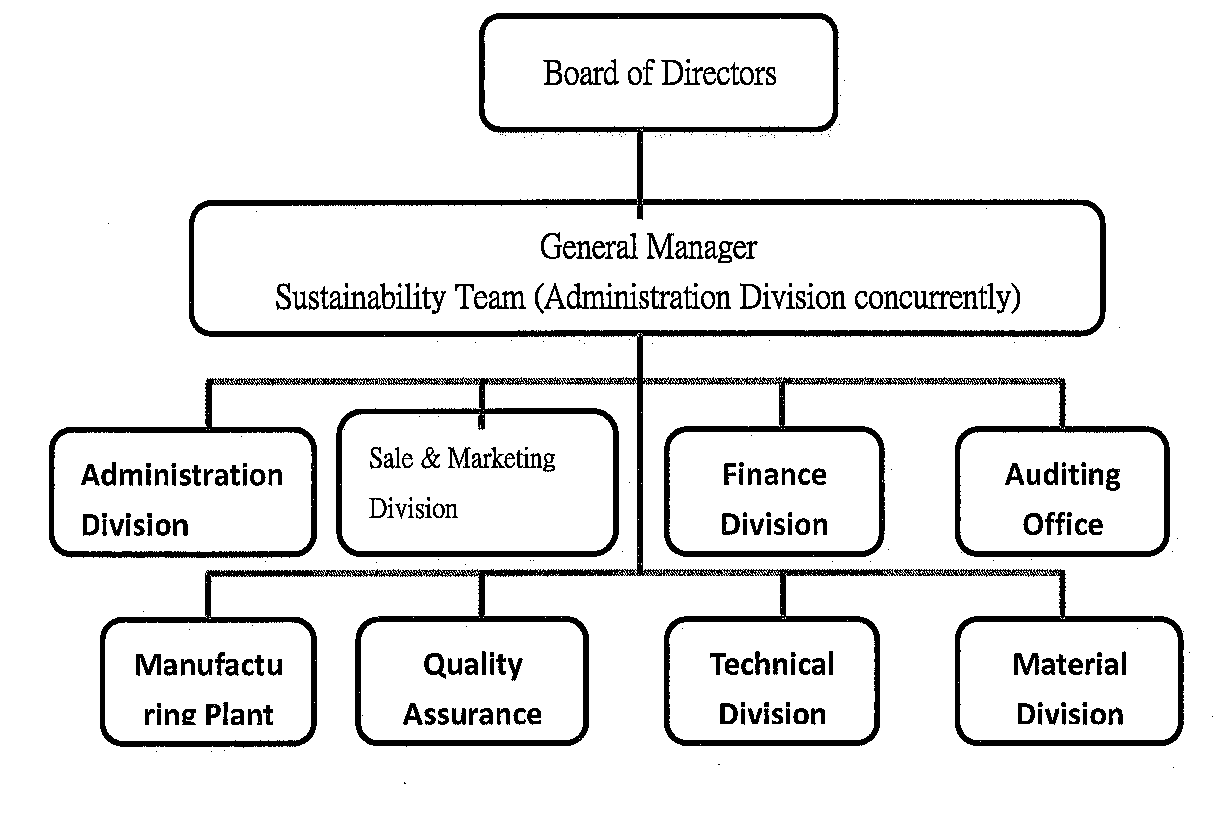 Board of Directors
General Manager
Sustainability Team (Administration Division concurrently)
Administration
Division
Sale & Marketing
Division
Finance
Division
Auditing
Office
Manufactu
ring Plant
Quality
Assurance
Technical
Division
Material
Division